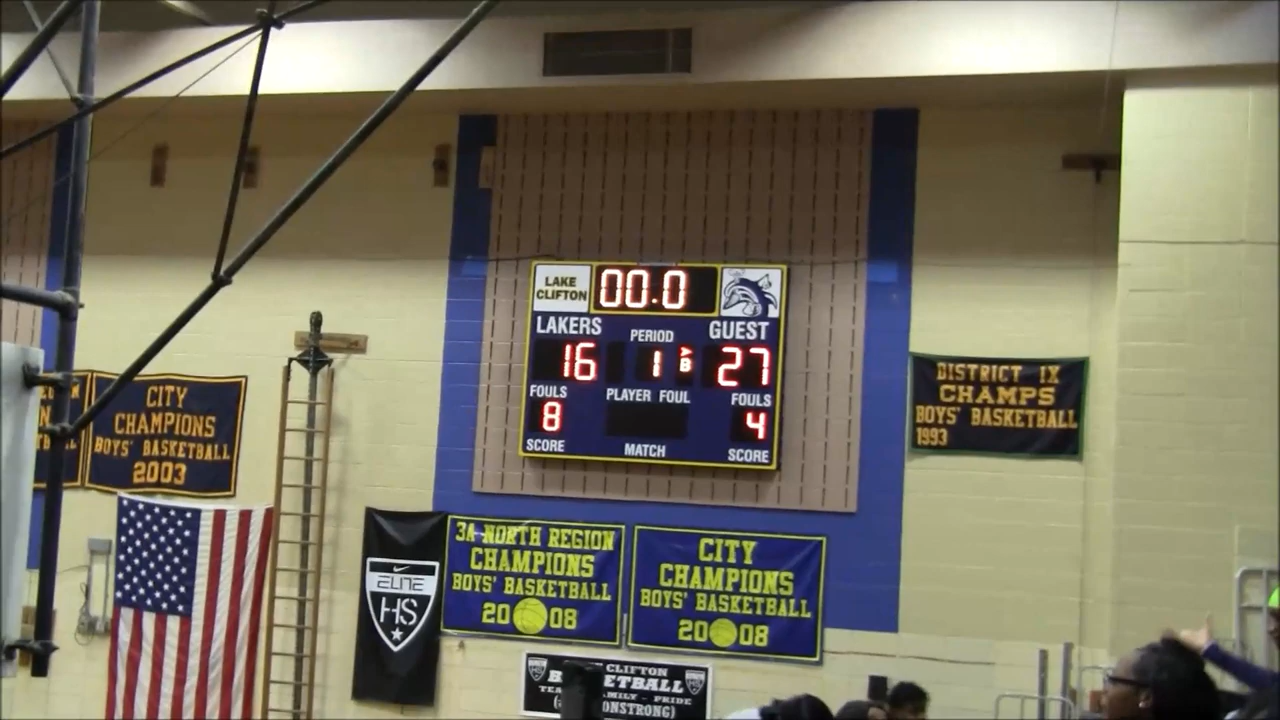 LAKE
CLIFTON
00.0
LAKERS
PERIOD
GUEST
16
1
B
27
FOULS
PLAYER FOUL
FOULS
8
4
SCORE
MATCH
SCORE
CITY
CHAMPIONS
BOYS' BASKETBALL
2003
DISTRICT IX
CHAMPS
BOYS' BASKETBALL
1993
ELITE
HS
3A NORTH REGION
CHAMPIONS
BOYS' BASKETBALL
2008
CITY
CHAMPIONS
BOYS' BASKETBALL
2008
CLIFTON
PRIDE